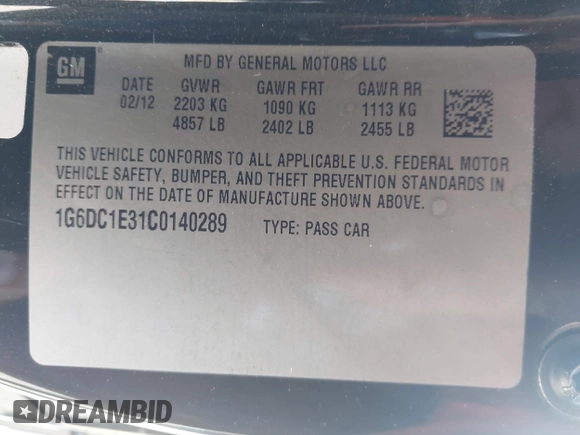 GM
MFD BY GENERAL MOTORS LLC
DATE GVWR GAWR FRT GAWR RR
02/12 2203 KG 1090 KG 1113 KG
4857 LB 2402 LB 2455 LB
THIS VEHICLE CONFORMS TO ALL APPLICABLE U.S. FEDERAL MOTOR
VEHICLE SAFETY, BUMPER, AND THEFT PREVENTION STANDARDS IN
EFFECT ON THE DATE OF MANUFACTURE SHOWN ABOVE.
1G6DC1E31C0140289 TYPE: PASS CAR
DREAMBID